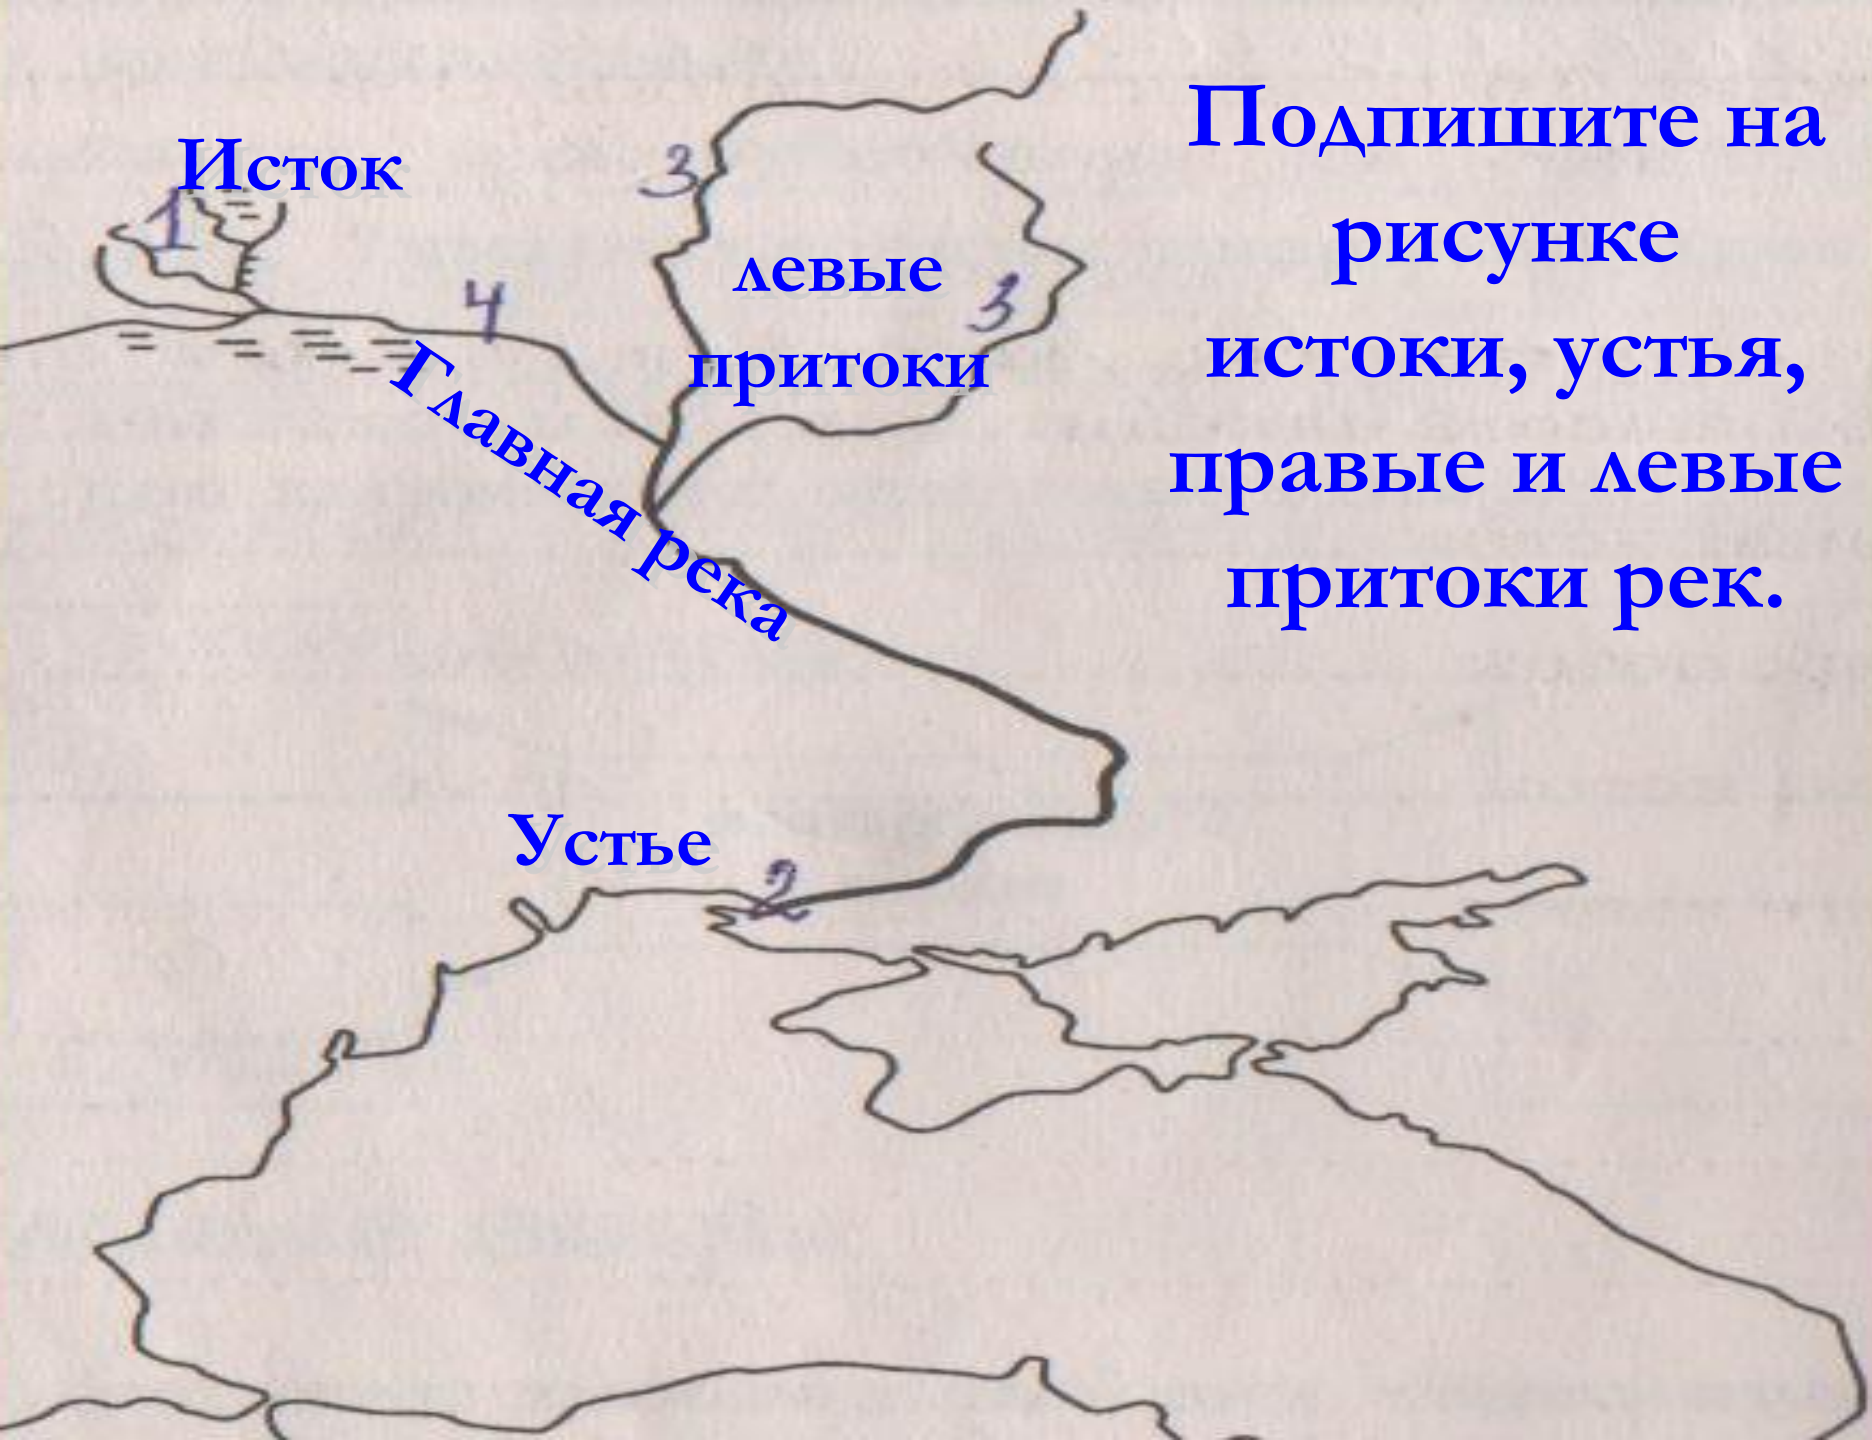 Подпишите на
рисунке
истоки, устья,
правые и левые
притоки рек.
Исток
1
3
левые
притоки
3
4
Главная река
Устье
2